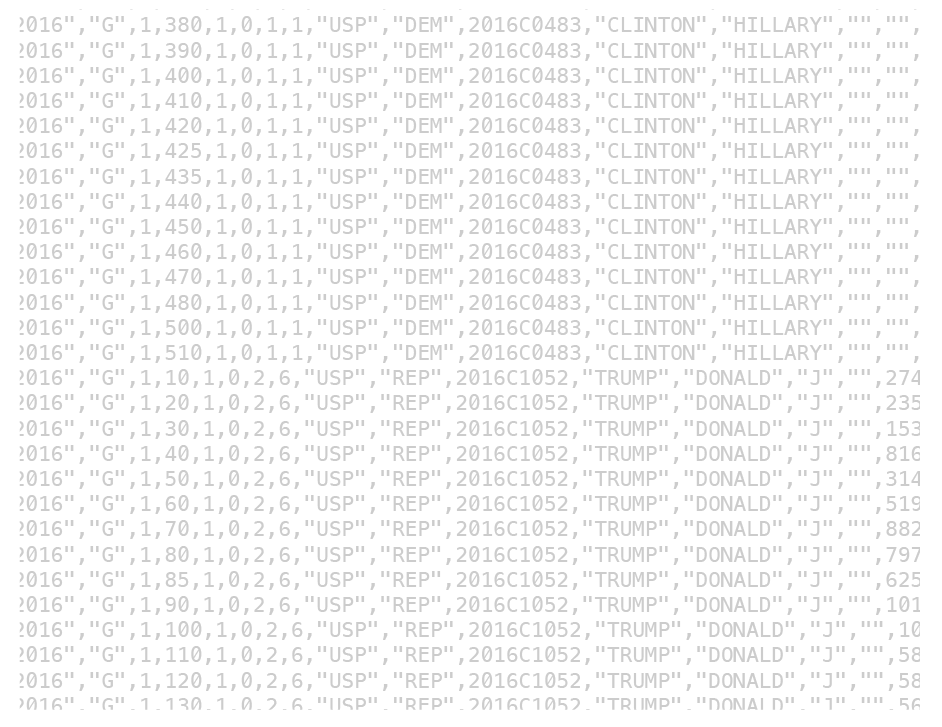 2016","G",1,380,1,0,1,1,"USP","DEM",2016C0483,"CLINTON","HILLARY","","",
2016","G",1,390,1,0,1,1,"USP","DEM",2016C0483,"CLINTON","HILLARY","","",
2016","G",1,400,1,0,1,1,"USP","DEM",2016C0483,"CLINTON","HILLARY","","",
2016","G",1,410,1,0,1,1,"USP","DEM",2016C0483,"CLINTON","HILLARY","","",
2016","G",1,420,1,0,1,1,"USP","DEM",2016C0483,"CLINTON","HILLARY","","",
2016","G",1,425,1,0,1,1,"USP","DEM",2016C0483,"CLINTON","HILLARY","","",
2016","G",1,435,1,0,1,1,"USP","DEM",2016C0483,"CLINTON","HILLARY","","",
2016","G",1,440,1,0,1,1,"USP","DEM",2016C0483,"CLINTON","HILLARY","","",
2016","G",1,450,1,0,1,1,"USP","DEM",2016C0483,"CLINTON","HILLARY","","",
2016","G",1,460,1,0,1,1,"USP","DEM",2016C0483,"CLINTON","HILLARY","","",
2016","G",1,470,1,0,1,1,"USP","DEM",2016C0483,"CLINTON","HILLARY","","",
2016","G",1,480,1,0,1,1,"USP","DEM",2016C0483,"CLINTON","HILLARY","","",
2016","G",1,500,1,0,1,1,"USP","DEM",2016C0483,"CLINTON","HILLARY","","",
2016","G",1,510,1,0,1,1,"USP","DEM",2016C0483,"CLINTON","HILLARY","","",
2016","G",1,10,1,0,2,6,"USP","REP",2016C1052,"TRUMP","DONALD","J","",274
2016","G",1,20,1,0,2,6,"USP","REP",2016C1052,"TRUMP","DONALD","J","",235
2016","G",1,30,1,0,2,6,"USP","REP",2016C1052,"TRUMP","DONALD","J","",153
2016","G",1,40,1,0,2,6,"USP","REP",2016C1052,"TRUMP","DONALD","J","",816
2016","G",1,50,1,0,2,6,"USP","REP",2016C1052,"TRUMP","DONALD","J","",314
2016","G",1,60,1,0,2,6,"USP","REP",2016C1052,"TRUMP","DONALD","J","",519
2016","G",1,70,1,0,2,6,"USP","REP",2016C1052,"TRUMP","DONALD","J","",882
2016","G",1,80,1,0,2,6,"USP","REP",2016C1052,"TRUMP","DONALD","J","",797
2016","G",1,85,1,0,2,6,"USP","REP",2016C1052,"TRUMP","DONALD","J","",625
2016","G",1,90,1,0,2,6,"USP","REP",2016C1052,"TRUMP","DONALD","J","",101
2016","G",1,100,1,0,2,6,"USP","REP",2016C1052,"TRUMP","DONALD","J","",10
2016","G",1,110,1,0,2,6,"USP","REP",2016C1052,"TRUMP","DONALD","J","",58
2016","G",1,120,1,0,2,6,"USP","REP",2016C1052,"TRUMP","DONALD","J","",58
2016","G",1,130,1,0,2,6,"USP","REP",2016C1052,"TRUMP","DONALD","J","",56